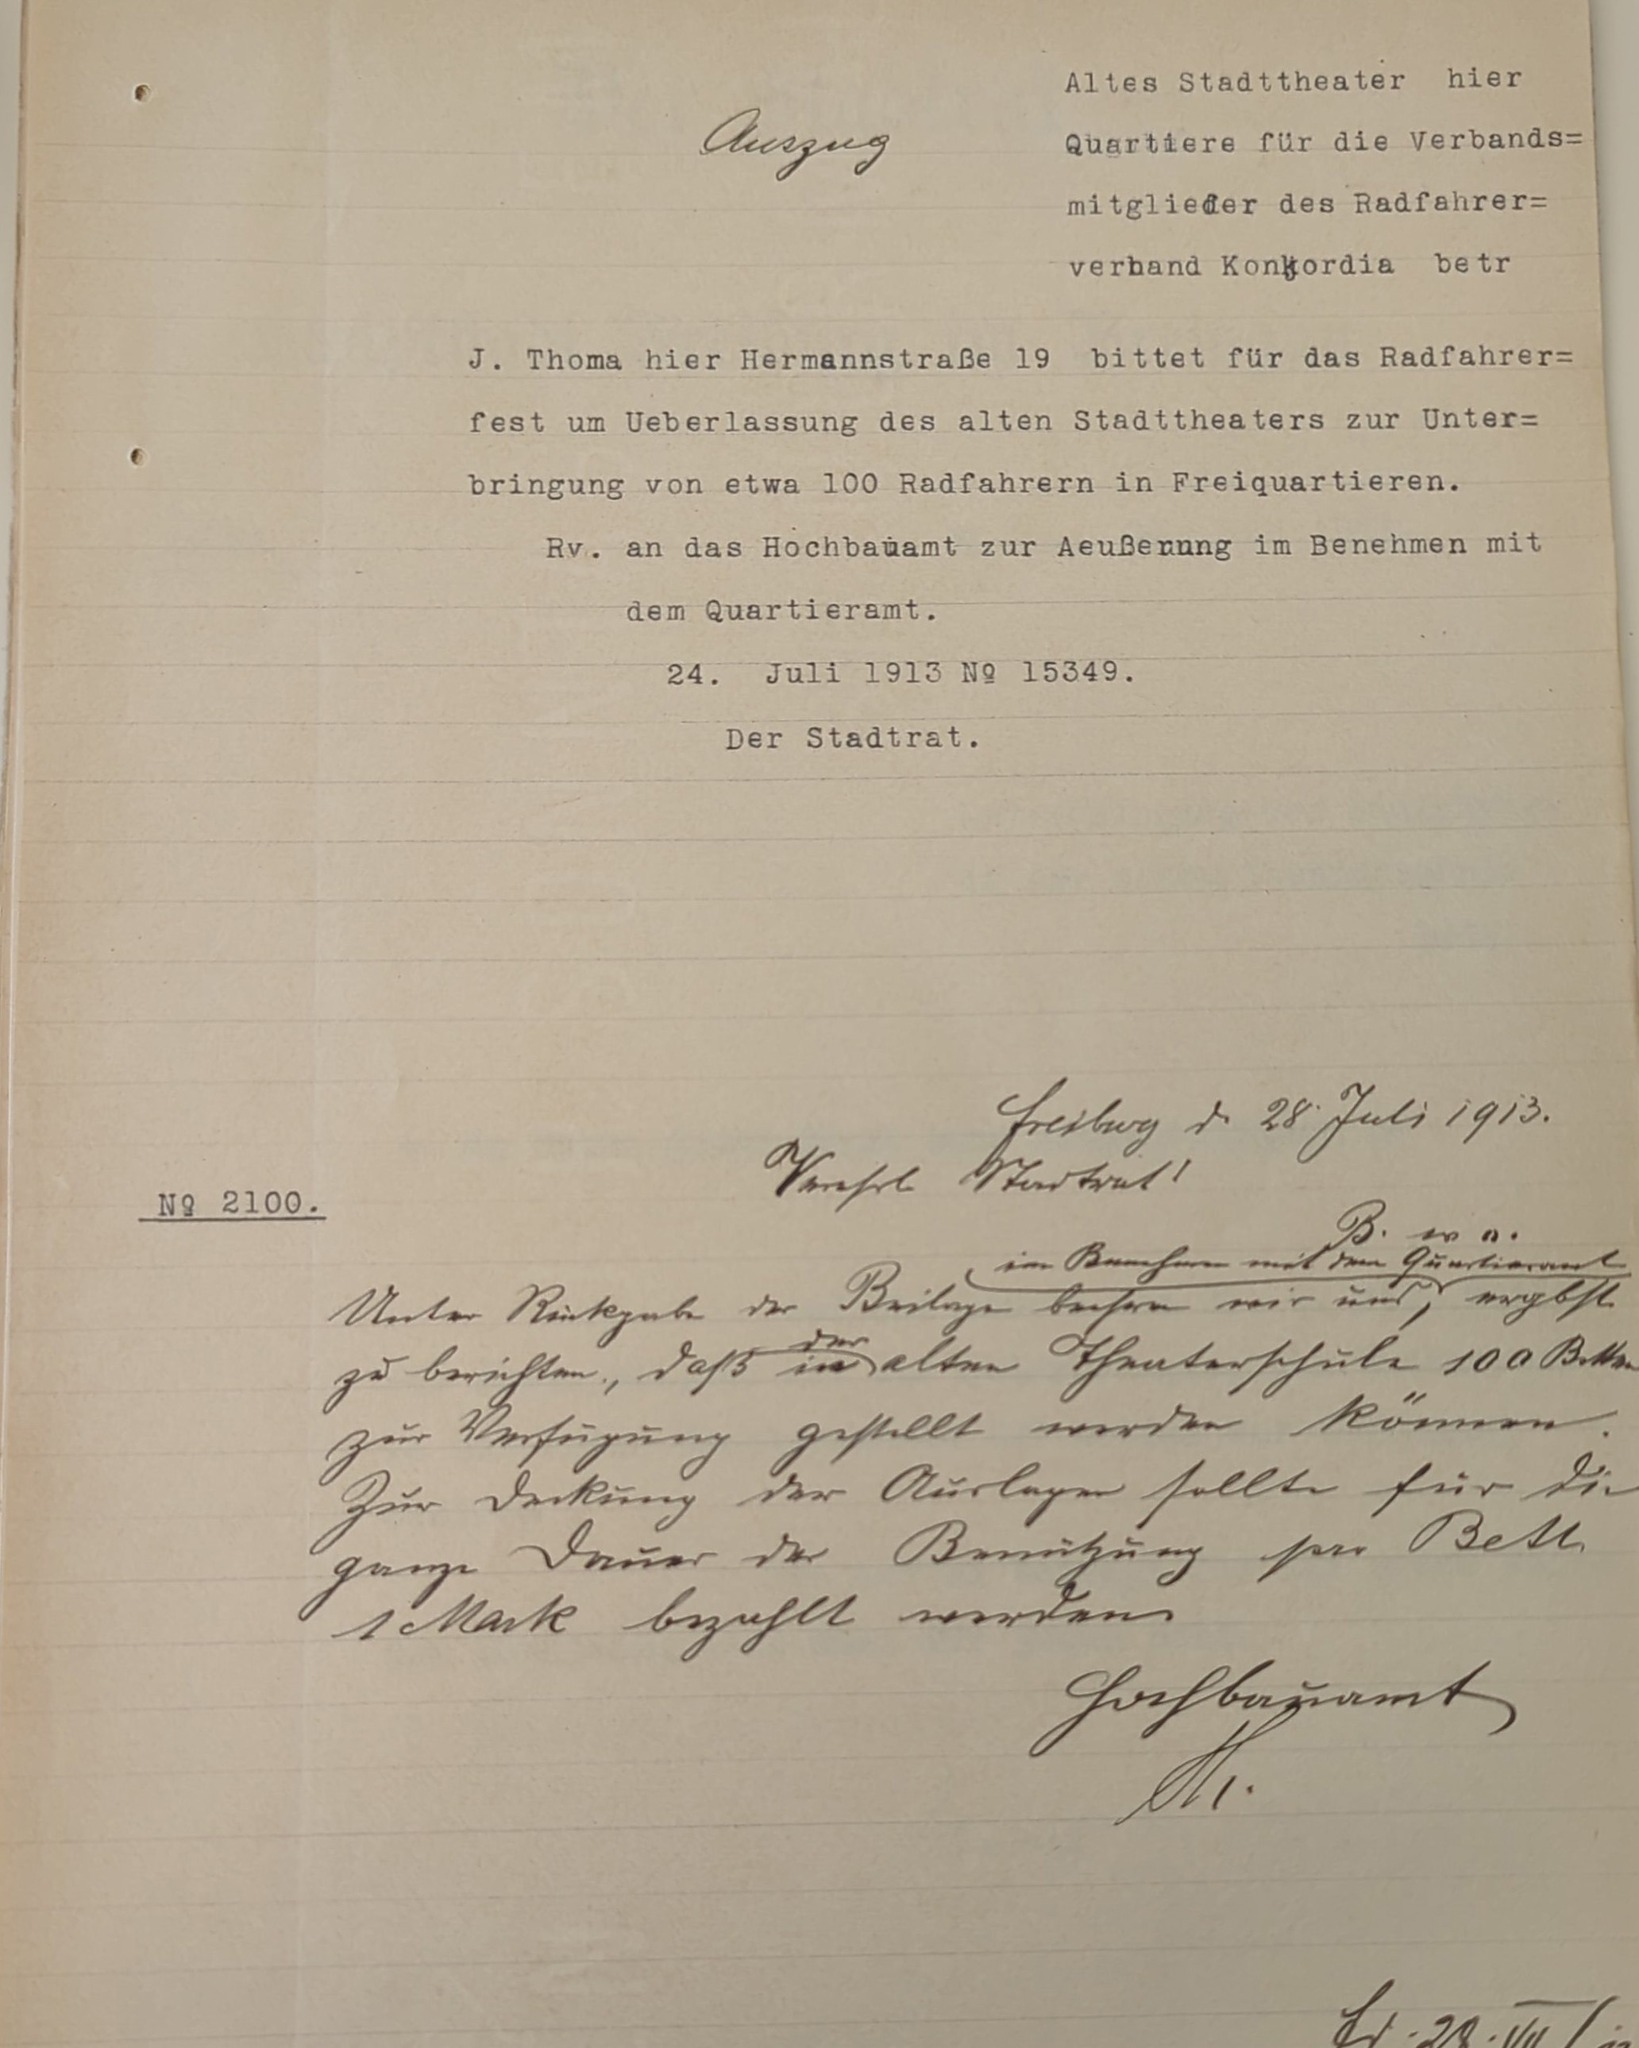 Altes Stadttheater hier
Auszug
Quartiere für die Verbands=
mitglieder des Radfahrer=
verband Konkordia betr
J. Thoma hier Hermannstraße 19 bittet für das Radfahrer=
fest um Ueberlassung des alten Stadttheaters zur Unter=
bringung von etwa 100 Radfahrern in Freiquartieren.
Rv. an das Hochbauamt zur Aeußerung im Benehmen mit
dem Quartieramt.
24. Juli 1913 № 15349.
Der Stadtrat.
Freiburg d. 28. Juli 1913.
Verehrl Stadtrat!
№ 2100.
B. w o.
im Benehmen mit dem Quartieramt
Unter Rückgabe der Beilage beehren wir uns, ergbst.
der
zu berichten, daß in alten Theaterschule 100 Betten
zur Verfügung gestellt werden können.
Zur Deckung der Auslagen sollte für die
ganze Dauer der Benützung pro Bett
1 Mark bezahlt werden.
Hochbauamt
28. VII